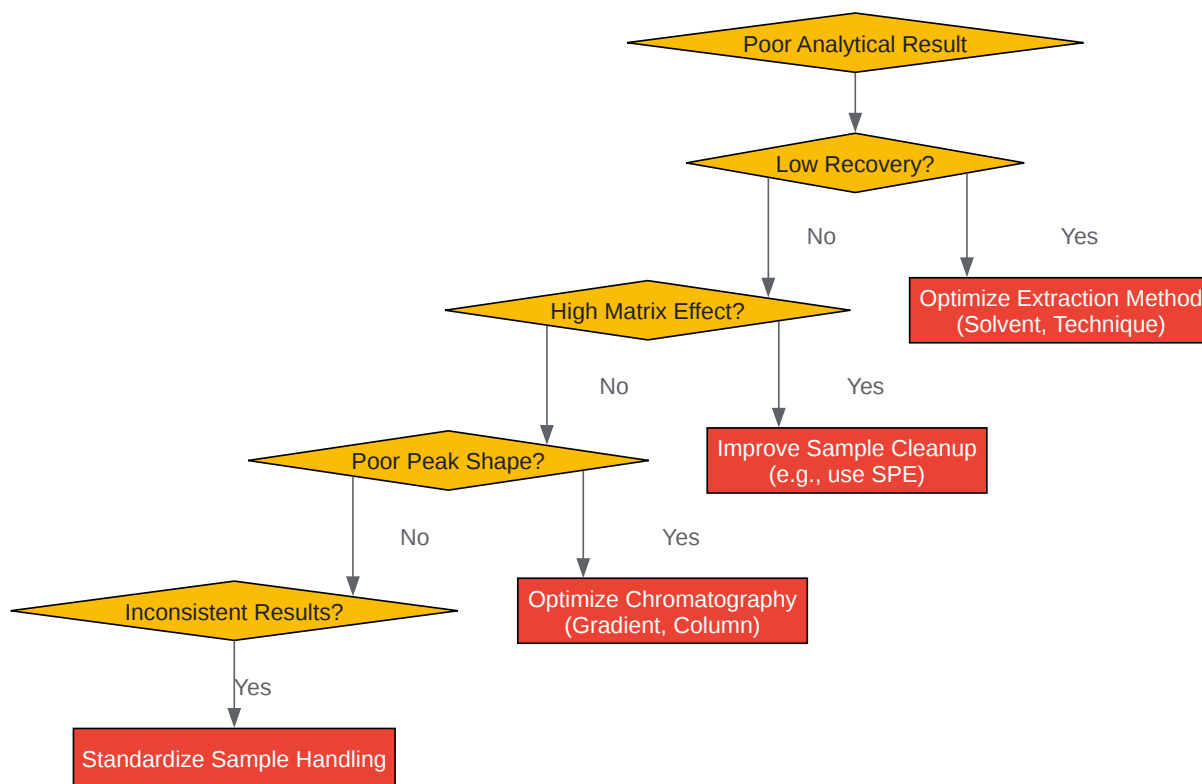 Poor Analytical Result
Low Recovery?
No
Yes
Optimize Extraction Method
(Solvent, Technique)
High Matrix Effect?
No
Yes
Improve Sample Cleanup
(e.g., use SPE)
Poor Peak Shape?
No
Yes
Optimize Chromatography
(Gradient, Column)
Inconsistent Results?
Yes
Standardize Sample Handling